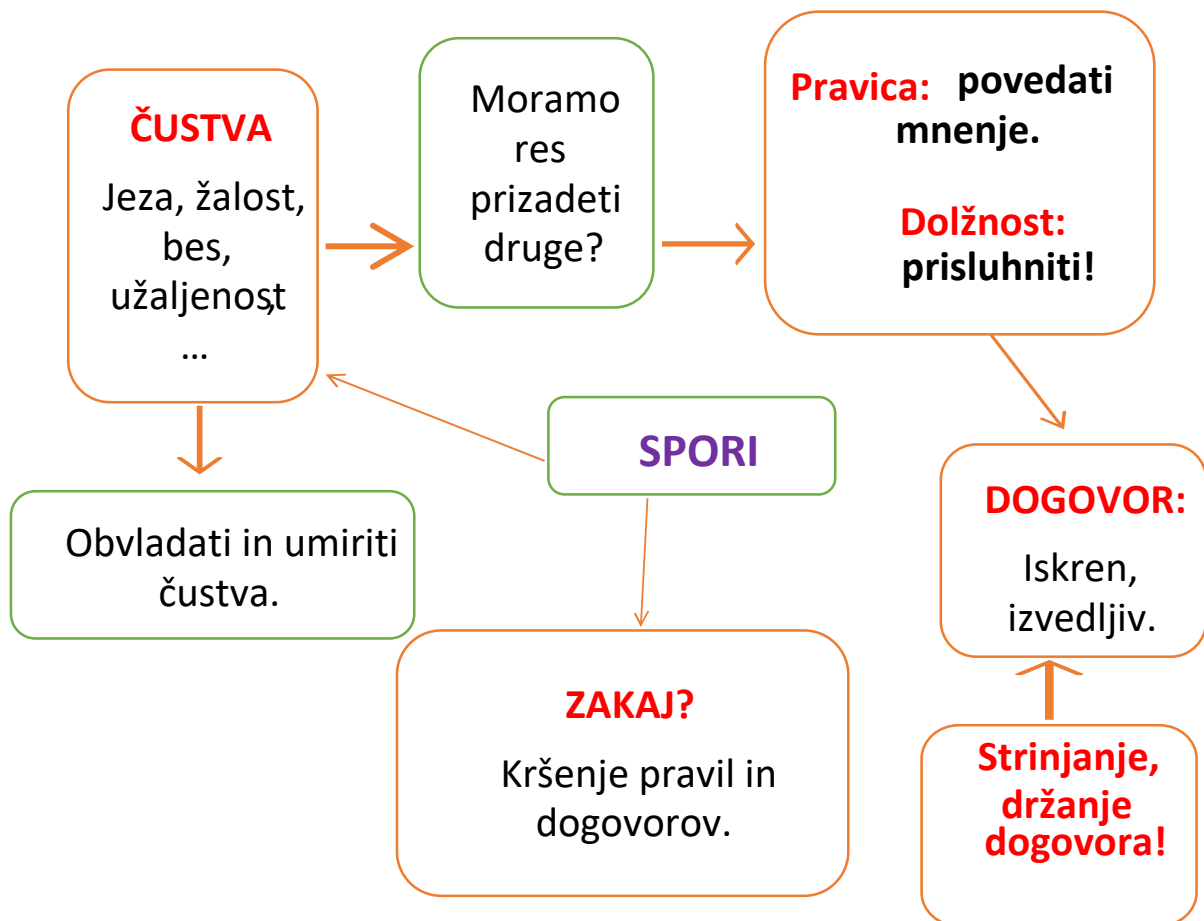 ČUSTVA
Jeza, žalost,
bes,
užaljenost,
...
Moramo
res
prizadeti
druge?
Pravica: povedati
mnenje.
Dolžnost:
prisluhniti!
SPORI
Obvladati in umiriti
čustva.
DOGOVOR:
Iskren,
izvedljiv.
ZAKAJ?
Kršenje pravil in
dogovorov.
Strinjanje,
držanje
dogovora!